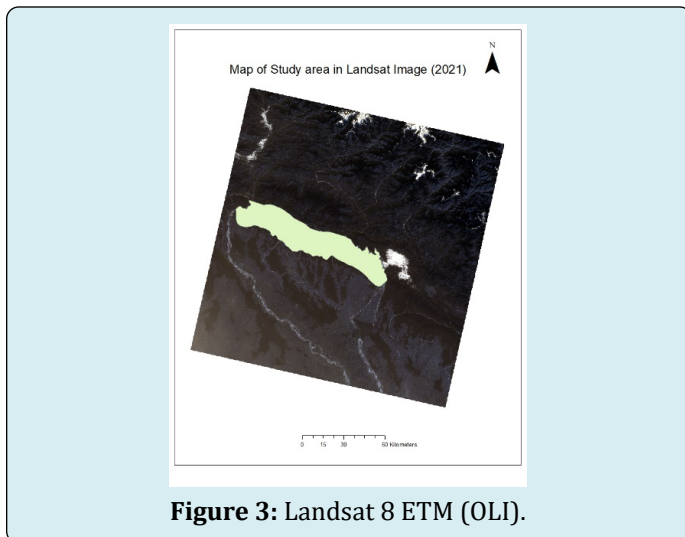 N
Map of Study area in Landsat Image (2021)
0 15 30 60 Kilometers
Figure 3: Landsat 8 ETM (OLI).